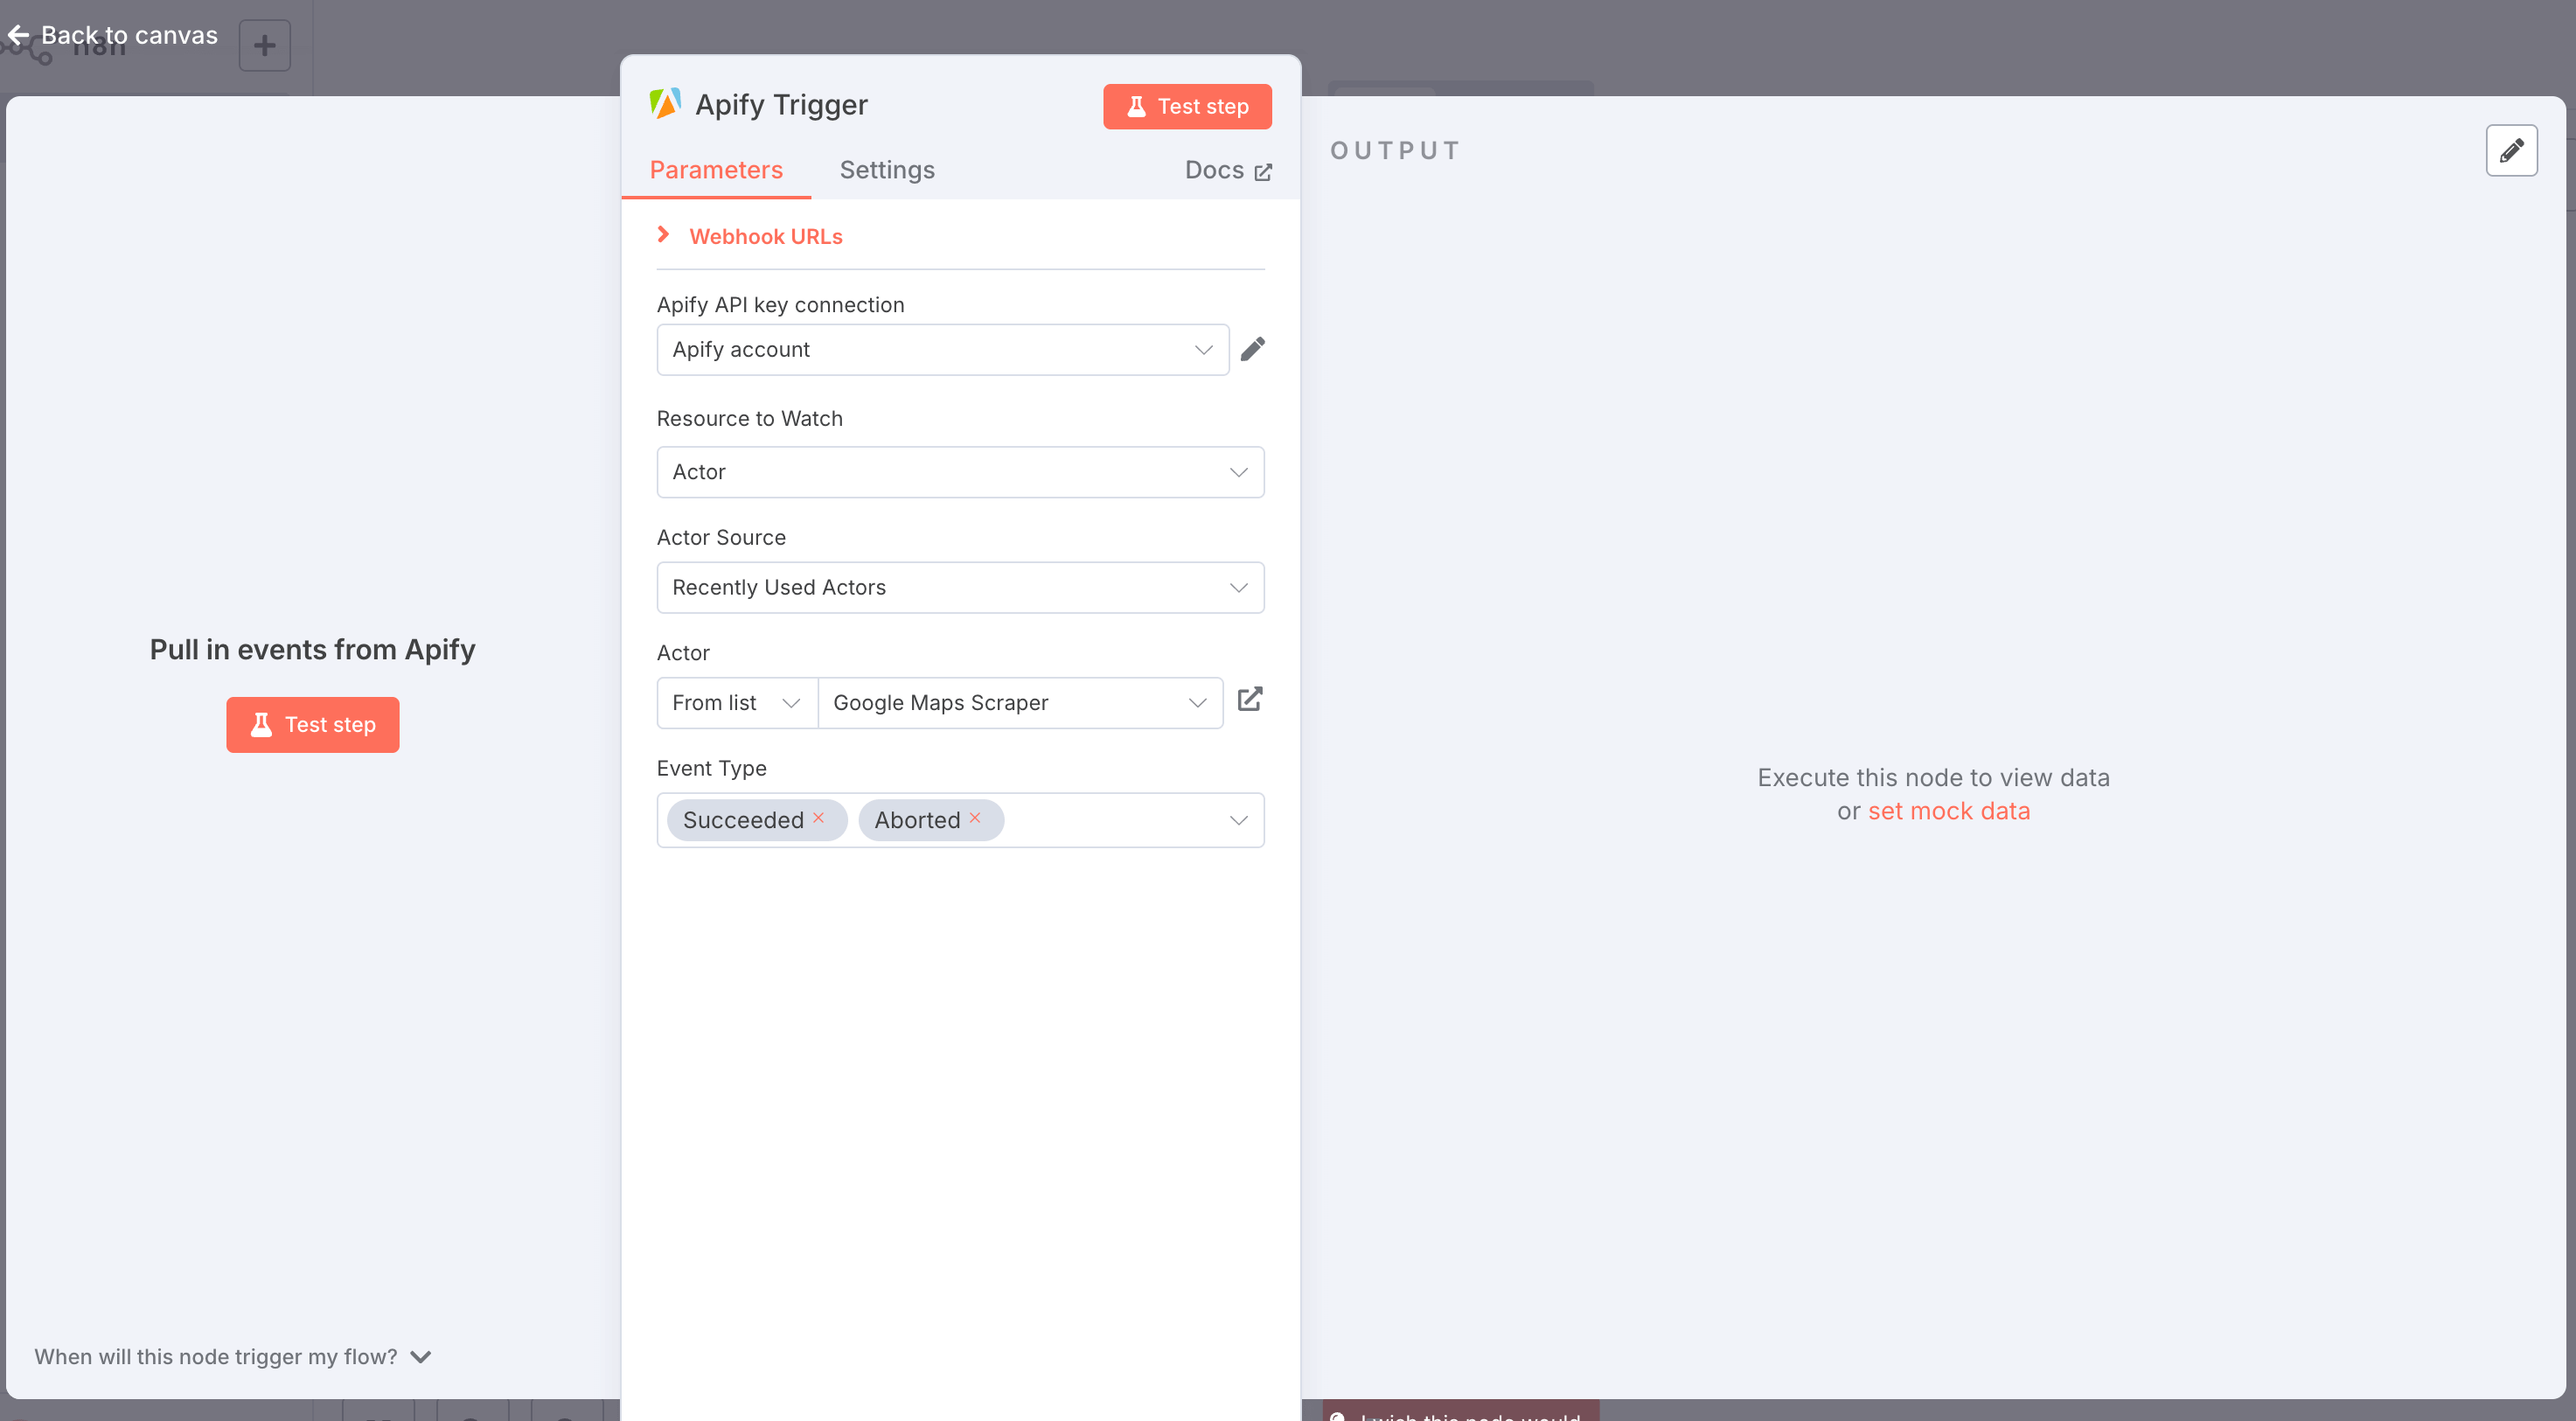 Back to canvas
n8n
Apify Trigger
Test step
Parameters
Settings
Docs
OUTPUT
Webhook URLs
Apify API key connection
Apify account
Resource to Watch
Actor
Actor Source
Recently Used Actors
Actor
From list
Google Maps Scraper
Event Type
Succeeded
Aborted
Pull in events from Apify
Test step
Execute this node to view data
or set mock data
When will this node trigger my flow?
I wish this node would